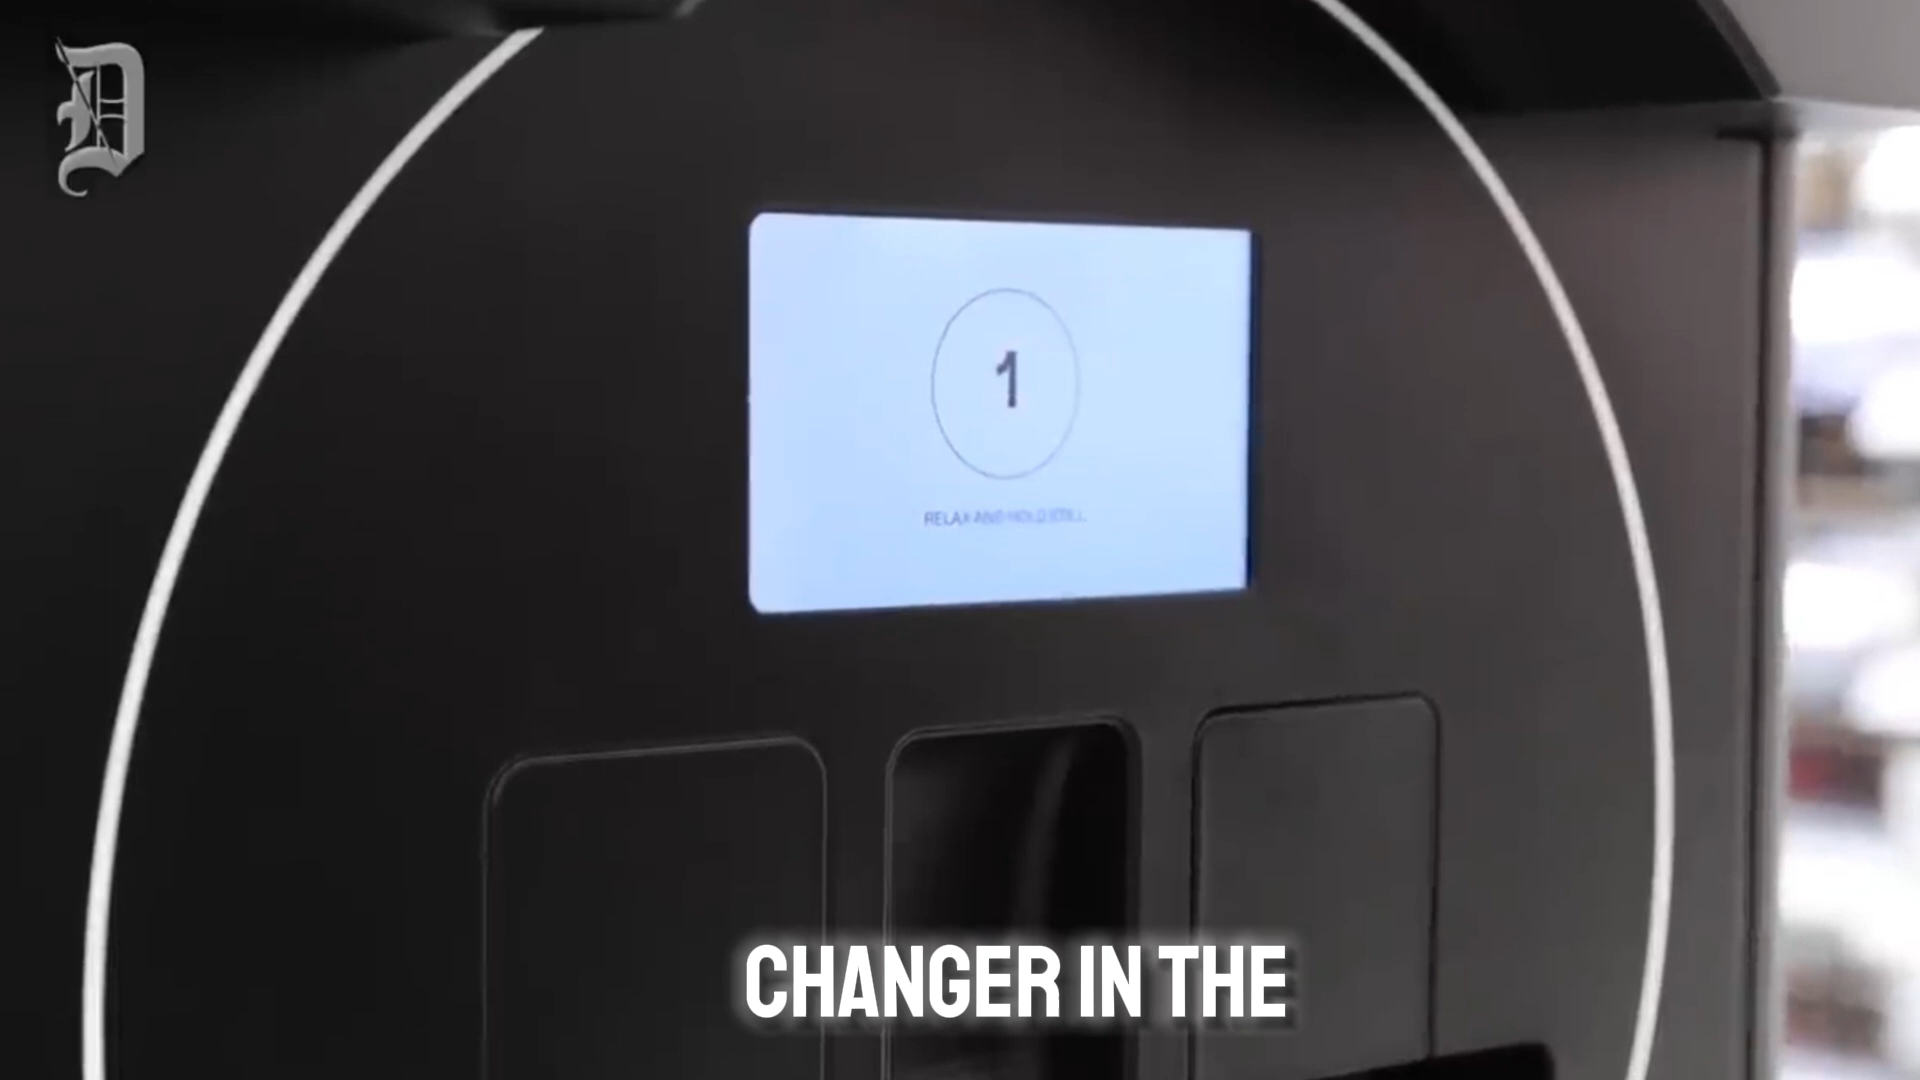 D
1
RELAX AND HOLD STILL
CHANGER IN THE